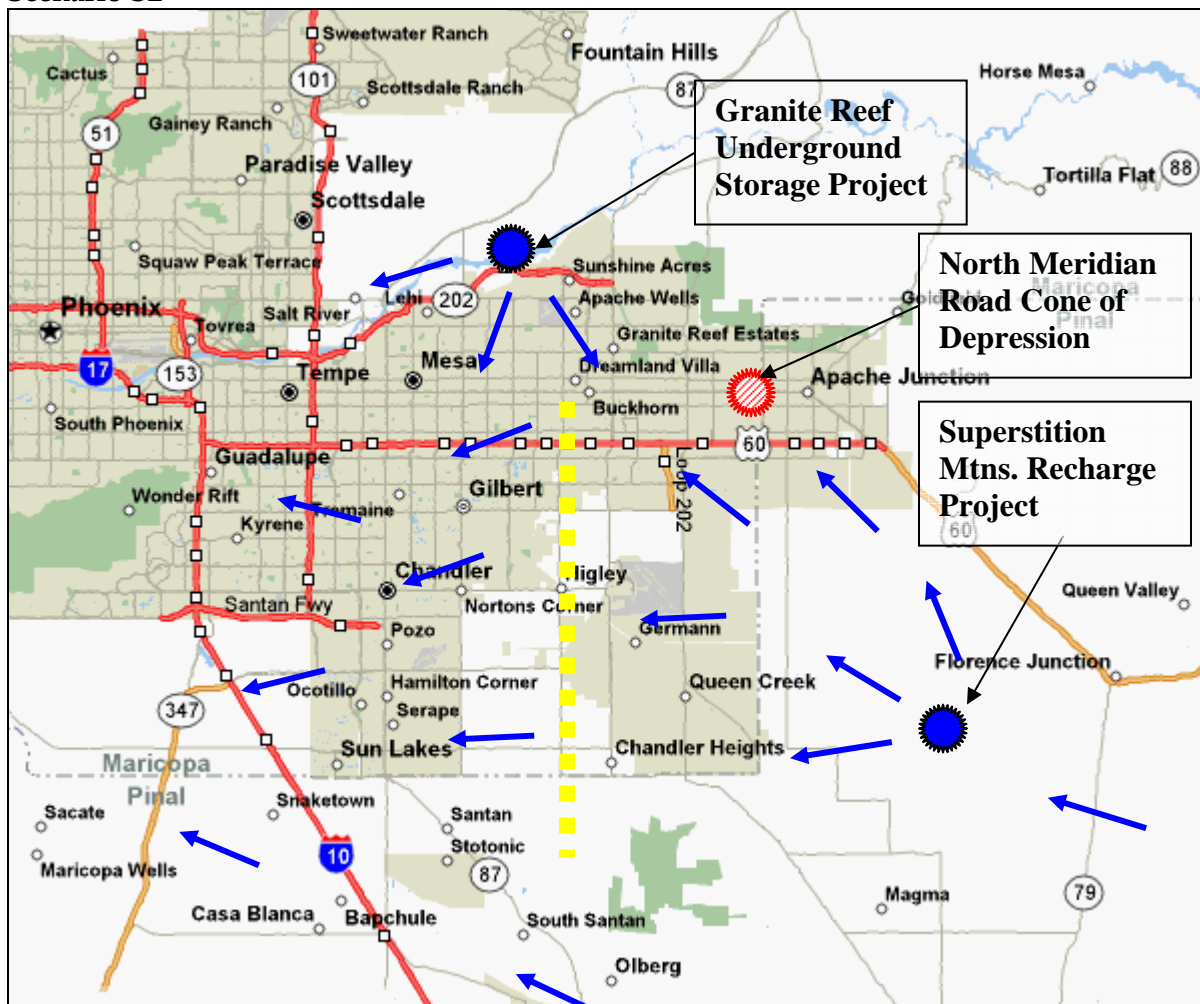 Sweetwater Ranch
Fountain Hills
Cactus
101
Scottsdale Ranch
87
Horse Mesa
Gainey Ranch
51
Granite Reef
Underground
Storage Project
Paradise Valley
Tortilla Flat
88
Scottsdale
Squaw Peak Terrace
Sunshine Acres
North Meridian
Road Cone of
Depression
Maricopa
Pinal
Phoenix
Salt River
Lehi
202
Apache Wells
Tovrea
Granite Reef Estates
17
153
Tempe
Mesa
Dreamland Villa
Apache Junction
Buckhorn
South Phoenix
60
Superstition
Mtns. Recharge
Project
60
Guadalupe
Loop 202
Wonder Rift
Tremaine
Gilbert
Kyrene
Chandler
Higley
Queen Valley
Santan Fwy
Nortons Corner
Pozo
Germann
Florence Junction
Ocotillo
Hamilton Corner
Queen Creek
347
Serape
Sun Lakes
Chandler Heights
Maricopa
Pinal
Sacate
Snaketown
Santan
Maricopa Wells
10
Stotonic
87
Magma
79
Casa Blanca
Bapchule
South Santan
Olberg